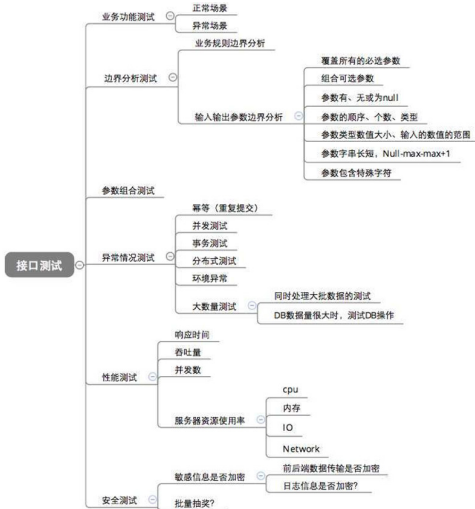 接口测试
业务功能测试
正常场景
异常场景
边界分析测试
业务规则边界分析
输入输出参数边界分析
覆盖所有的必选参数
组合可选参数
参数有、无或为null
参数的顺序、个数、类型
参数类型数值大小、输入的数值的范围
参数字串长短，Null-max-max+1
参数包含特殊字符
参数组合测试
异常情况测试
幂等（重复提交）
并发测试
事务测试
分布式测试
环境异常
大数量测试
同时处理大批数据的测试
DB数据量很大时，测试DB操作
性能测试
响应时间
吞吐量
并发数
服务器资源使用率
cpu
内存
IO
Network
安全测试
敏感信息是否加密
前后端数据传输是否加密
日志信息是否加密？
批量抽奖？